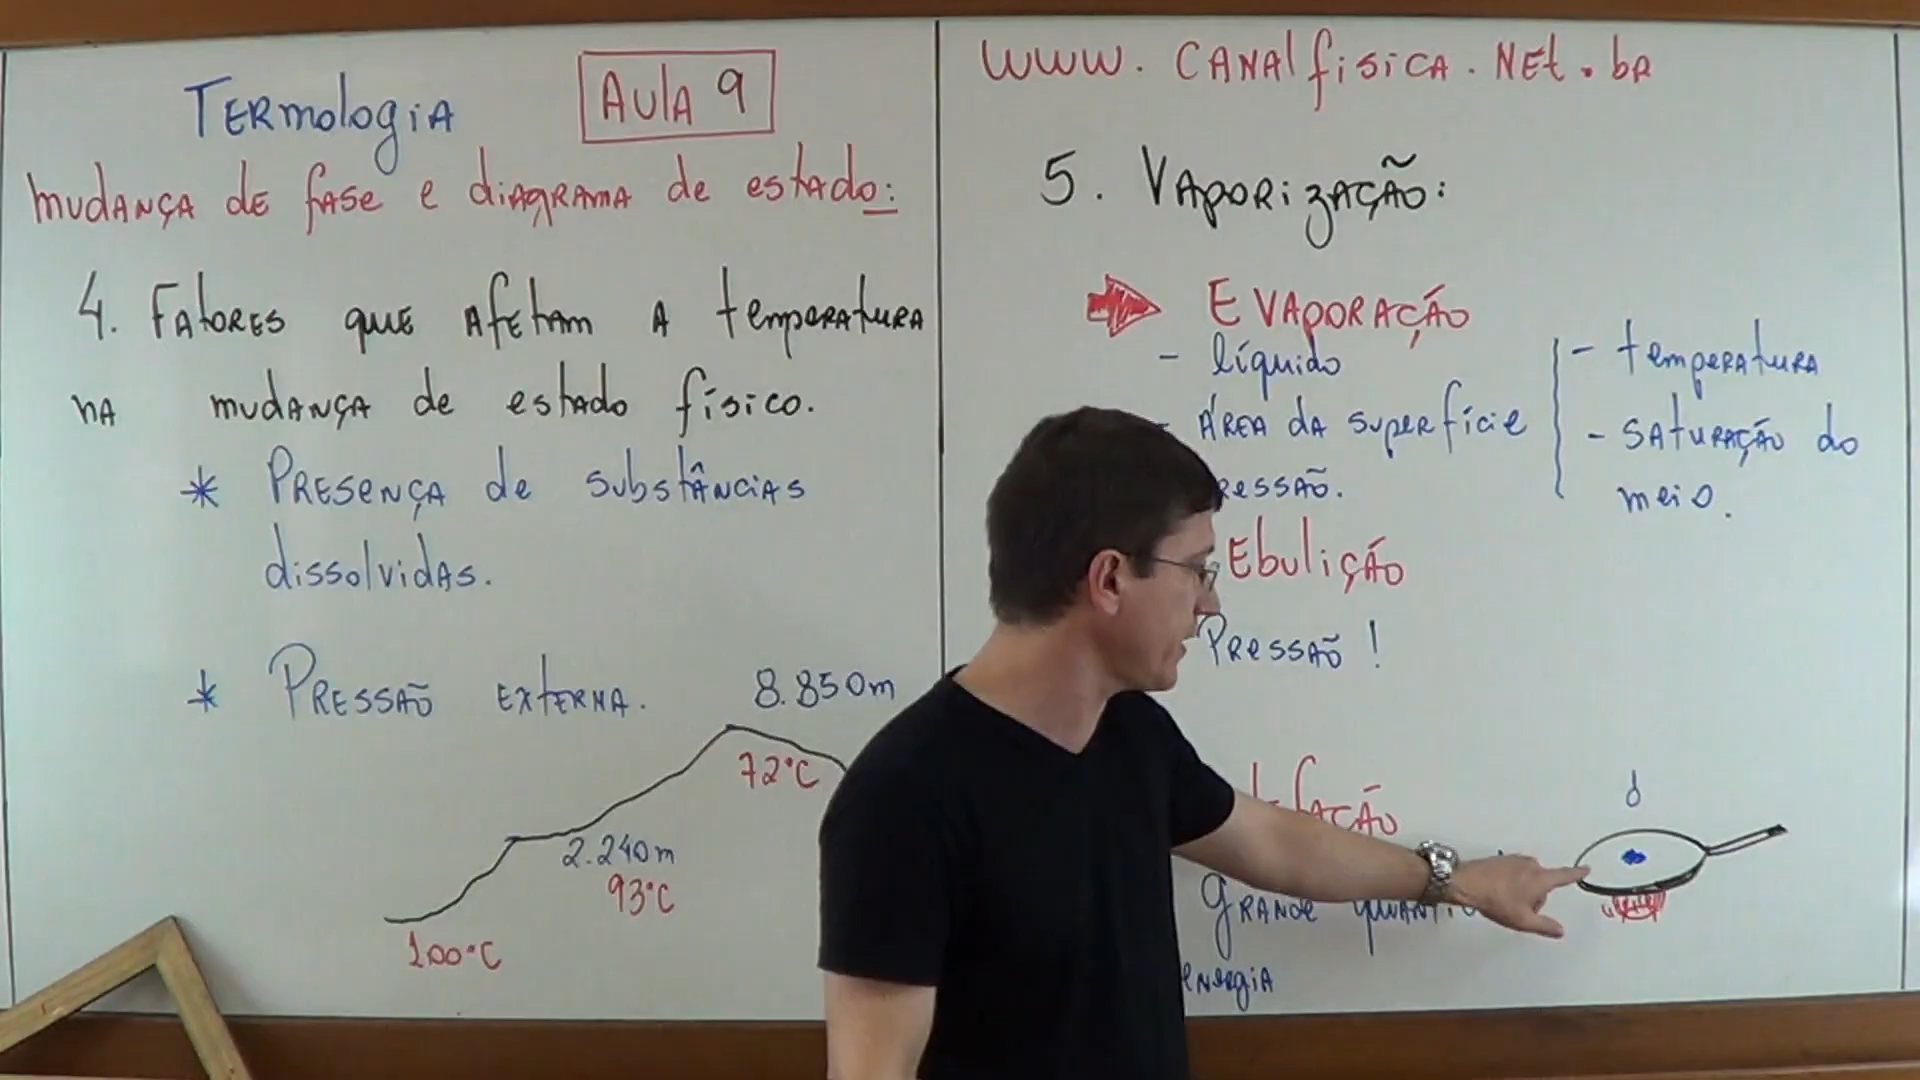 Termologia
Aula 9
mudança de fase e diagrama de estado:
4. Fatores que afetam a temperatura
na mudança de estado físico.
* Presença de substâncias
dissolvidas.
* Pressão externa.
8.850m
72°C
2.240m
93°C
100°C
www.canalfisica.net.br
5. Vaporização:
Evaporação
- líquido
- Área da superfície
ressão.
- temperatura
- saturação do
meio.
Ebulição
Pressão!
fação
grande
energia